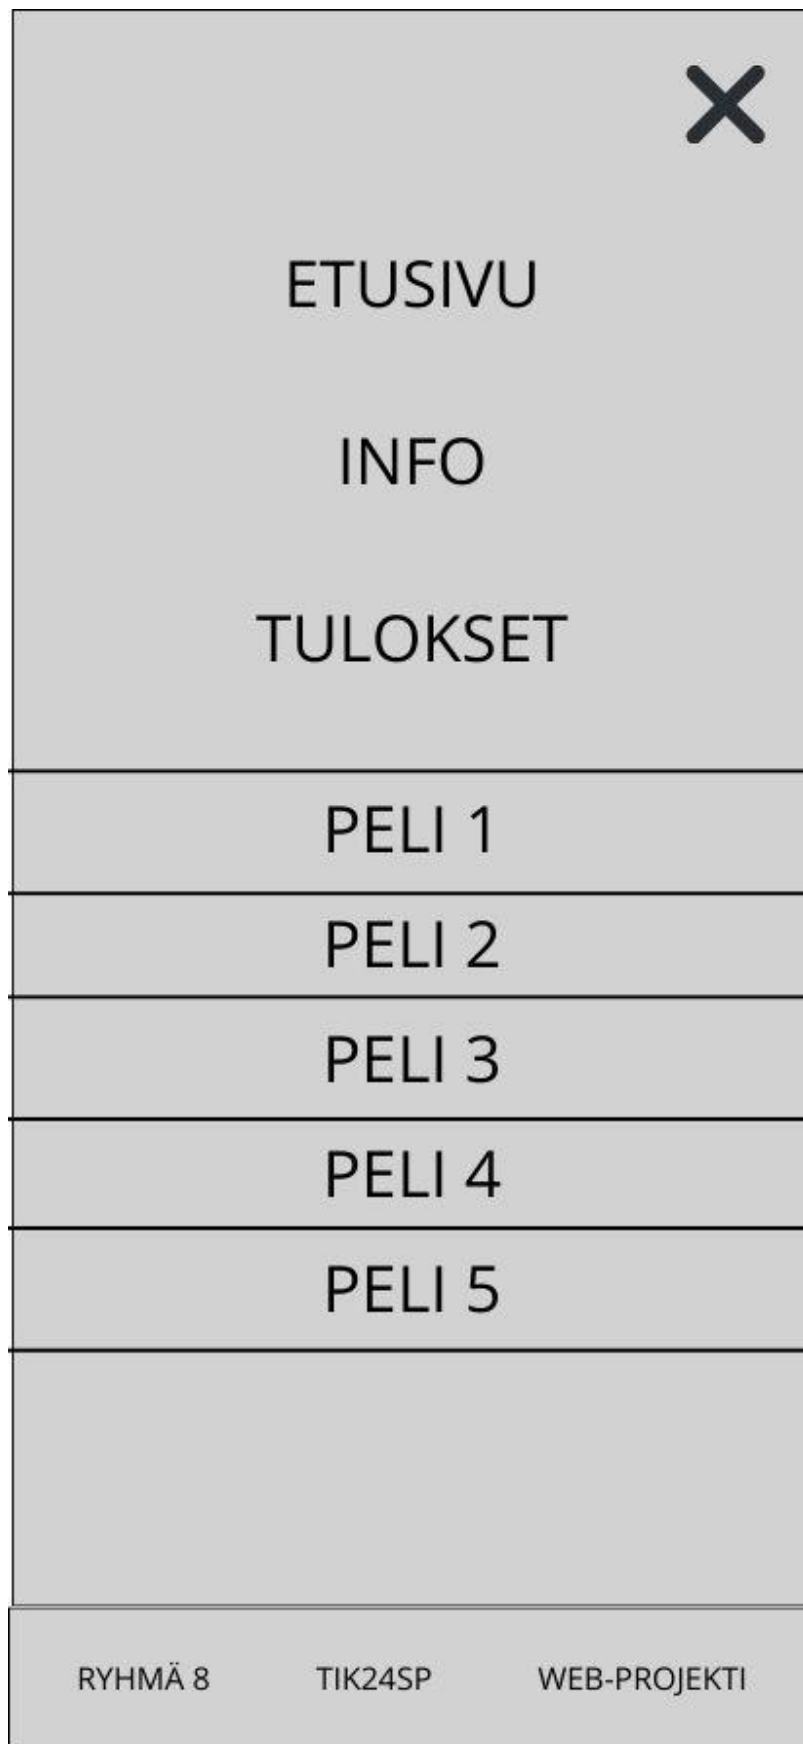 ETUSIVU
INFO
TULOKSET
PELI 1
PELI 2
PELI 3
PELI 4
PELI 5
RYHMÄ 8 TIK24SP WEB-PROJEKTI